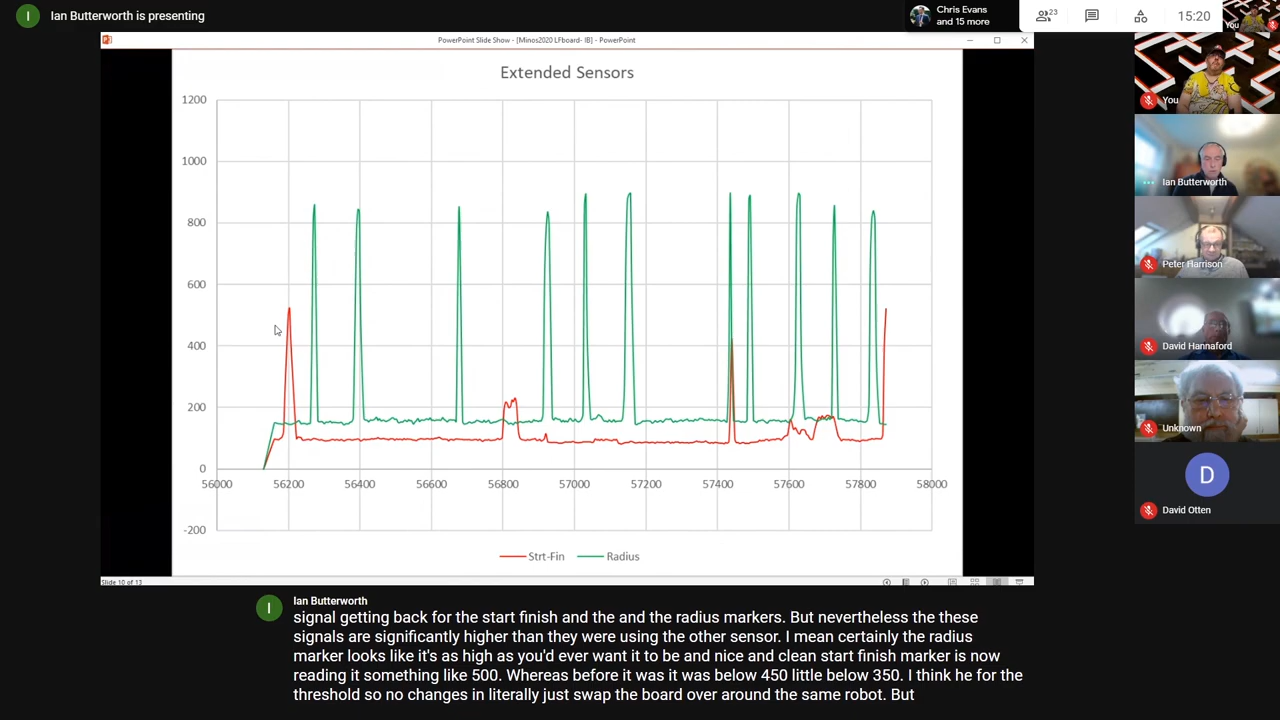 I
Ian Butterworth is presenting
Chris Evans
and 15 more
23
15:20
You
PowerPoint Slide Show - [Minos2020 LFboard- IB] - PowerPoint
Extended Sensors
1200
1000
800
600
400
200
0
-200
56000 56200 56400 56600 56800 57000 57200 57400 57600 57800 58000
Strt-Fin Radius
Slide 10 of 13
You
Ian Butterworth
Peter Harrison
David Hannaford
Unknown
D
David Otten
I
Ian Butterworth
signal getting back for the start finish and the and the radius markers. But nevertheless the these
signals are significantly higher than they were using the other sensor. I mean certainly the radius
marker looks like it's as high as you'd ever want it to be and nice and clean start finish marker is now
reading it something like 500. Whereas before it was it was below 450 little below 350. I think he for the
threshold so no changes in literally just swap the board over around the same robot. But